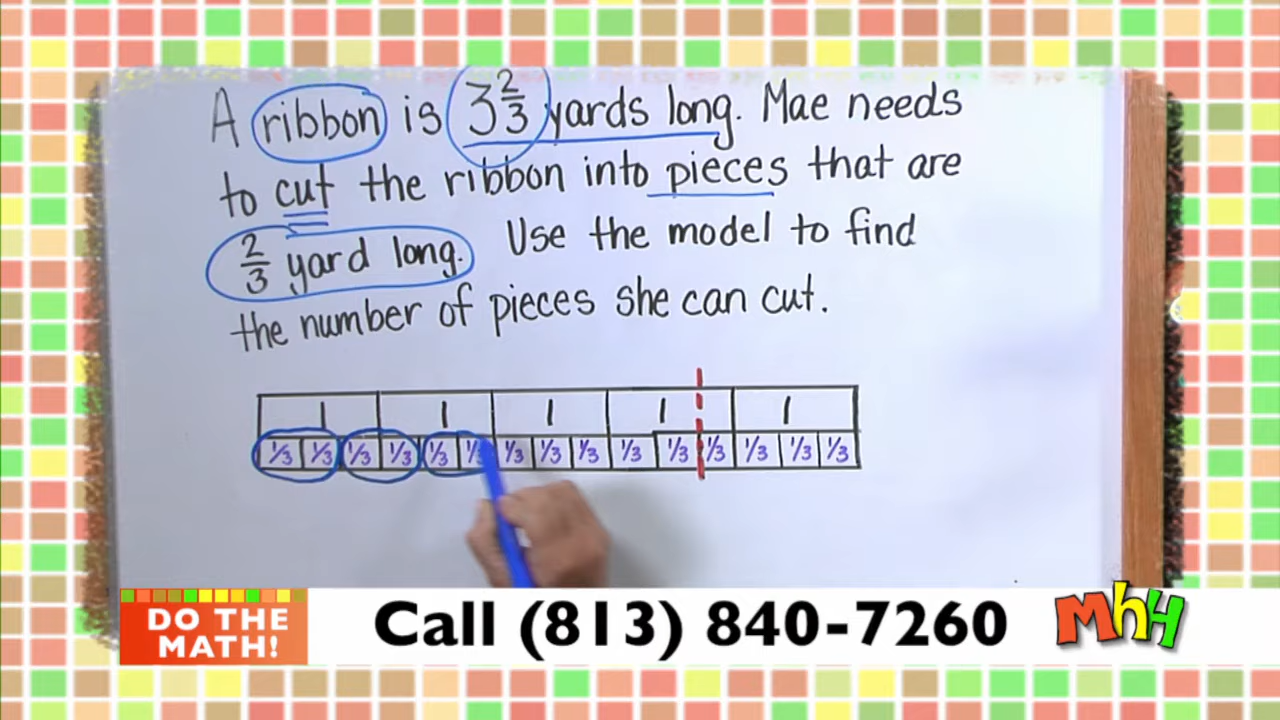 A ribbon is 3 2/3 yards long. Mae needs
to cut the ribbon into pieces that are
2/3 yard long. Use the model to find
the number of pieces she can cut.
1 1 1 1 1
1/3 1/3 1/3 1/3 1/3 1/3 1/3 1/3 1/3 1/3 1/3 1/3 1/3 1/3 1/3
DO THE
MATH!
Call (813) 840-7260
MhH